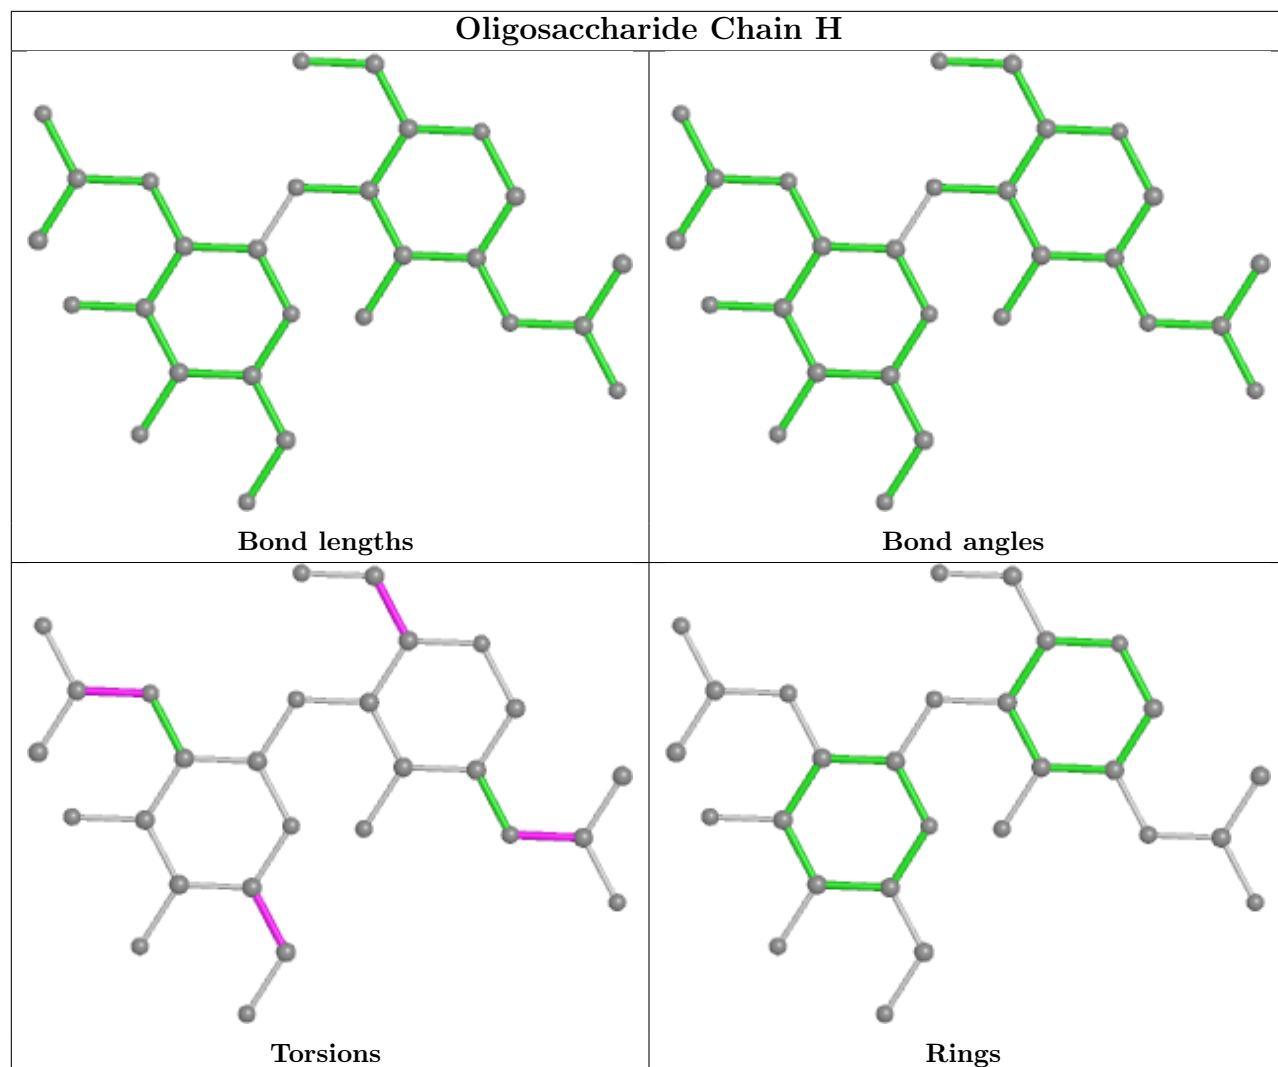 Oligosaccharide Chain H
Bond lengths
Bond angles
Torsions
Rings